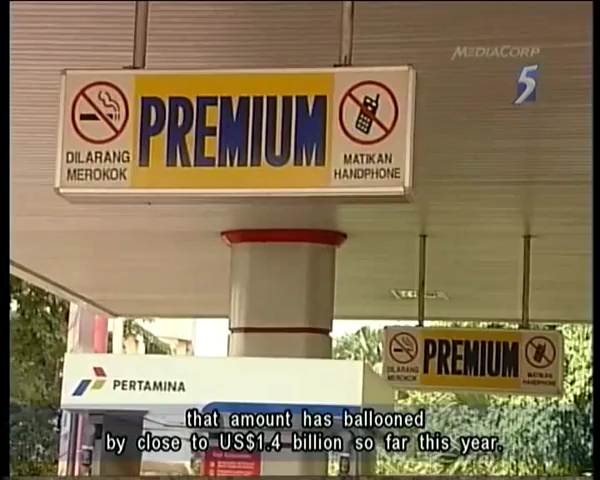 MEDIACORP
5
PREMIUM
DILARANG
MEROKOK
MATIKAN
HANDPHONE
PREMIUM
DILARANG
MEROKOK
MATIKAN
HANDPHONE
PERTAMINA
that amount has ballooned
by close to US$1.4 billion so far this year.